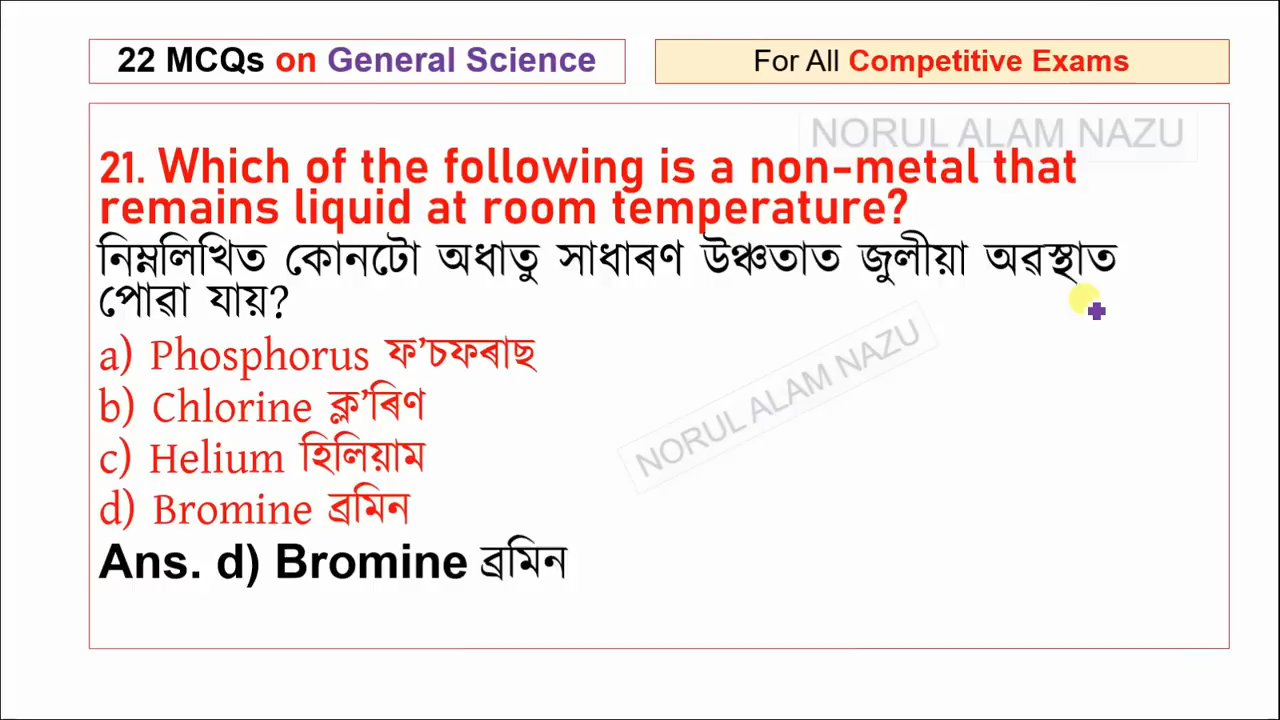 22 MCQs on General Science
For All Competitive Exams
NORUL ALAM NAZU
21. Which of the following is a non-metal that
remains liquid at room temperature?
নিম্নলিখিত কোনটো অধাতু সাধাৰণ উঞ্চতাত জুলীয়া অৱস্থাত
পোৱা যায়?
a) Phosphorus ফ’চফৰাছ
b) Chlorine ক্ল’ৰিণ
c) Helium হিলিয়াম
d) Bromine ব্ৰমিন
Ans. d) Bromine ব্ৰমিন
NORUL ALAM NAZU